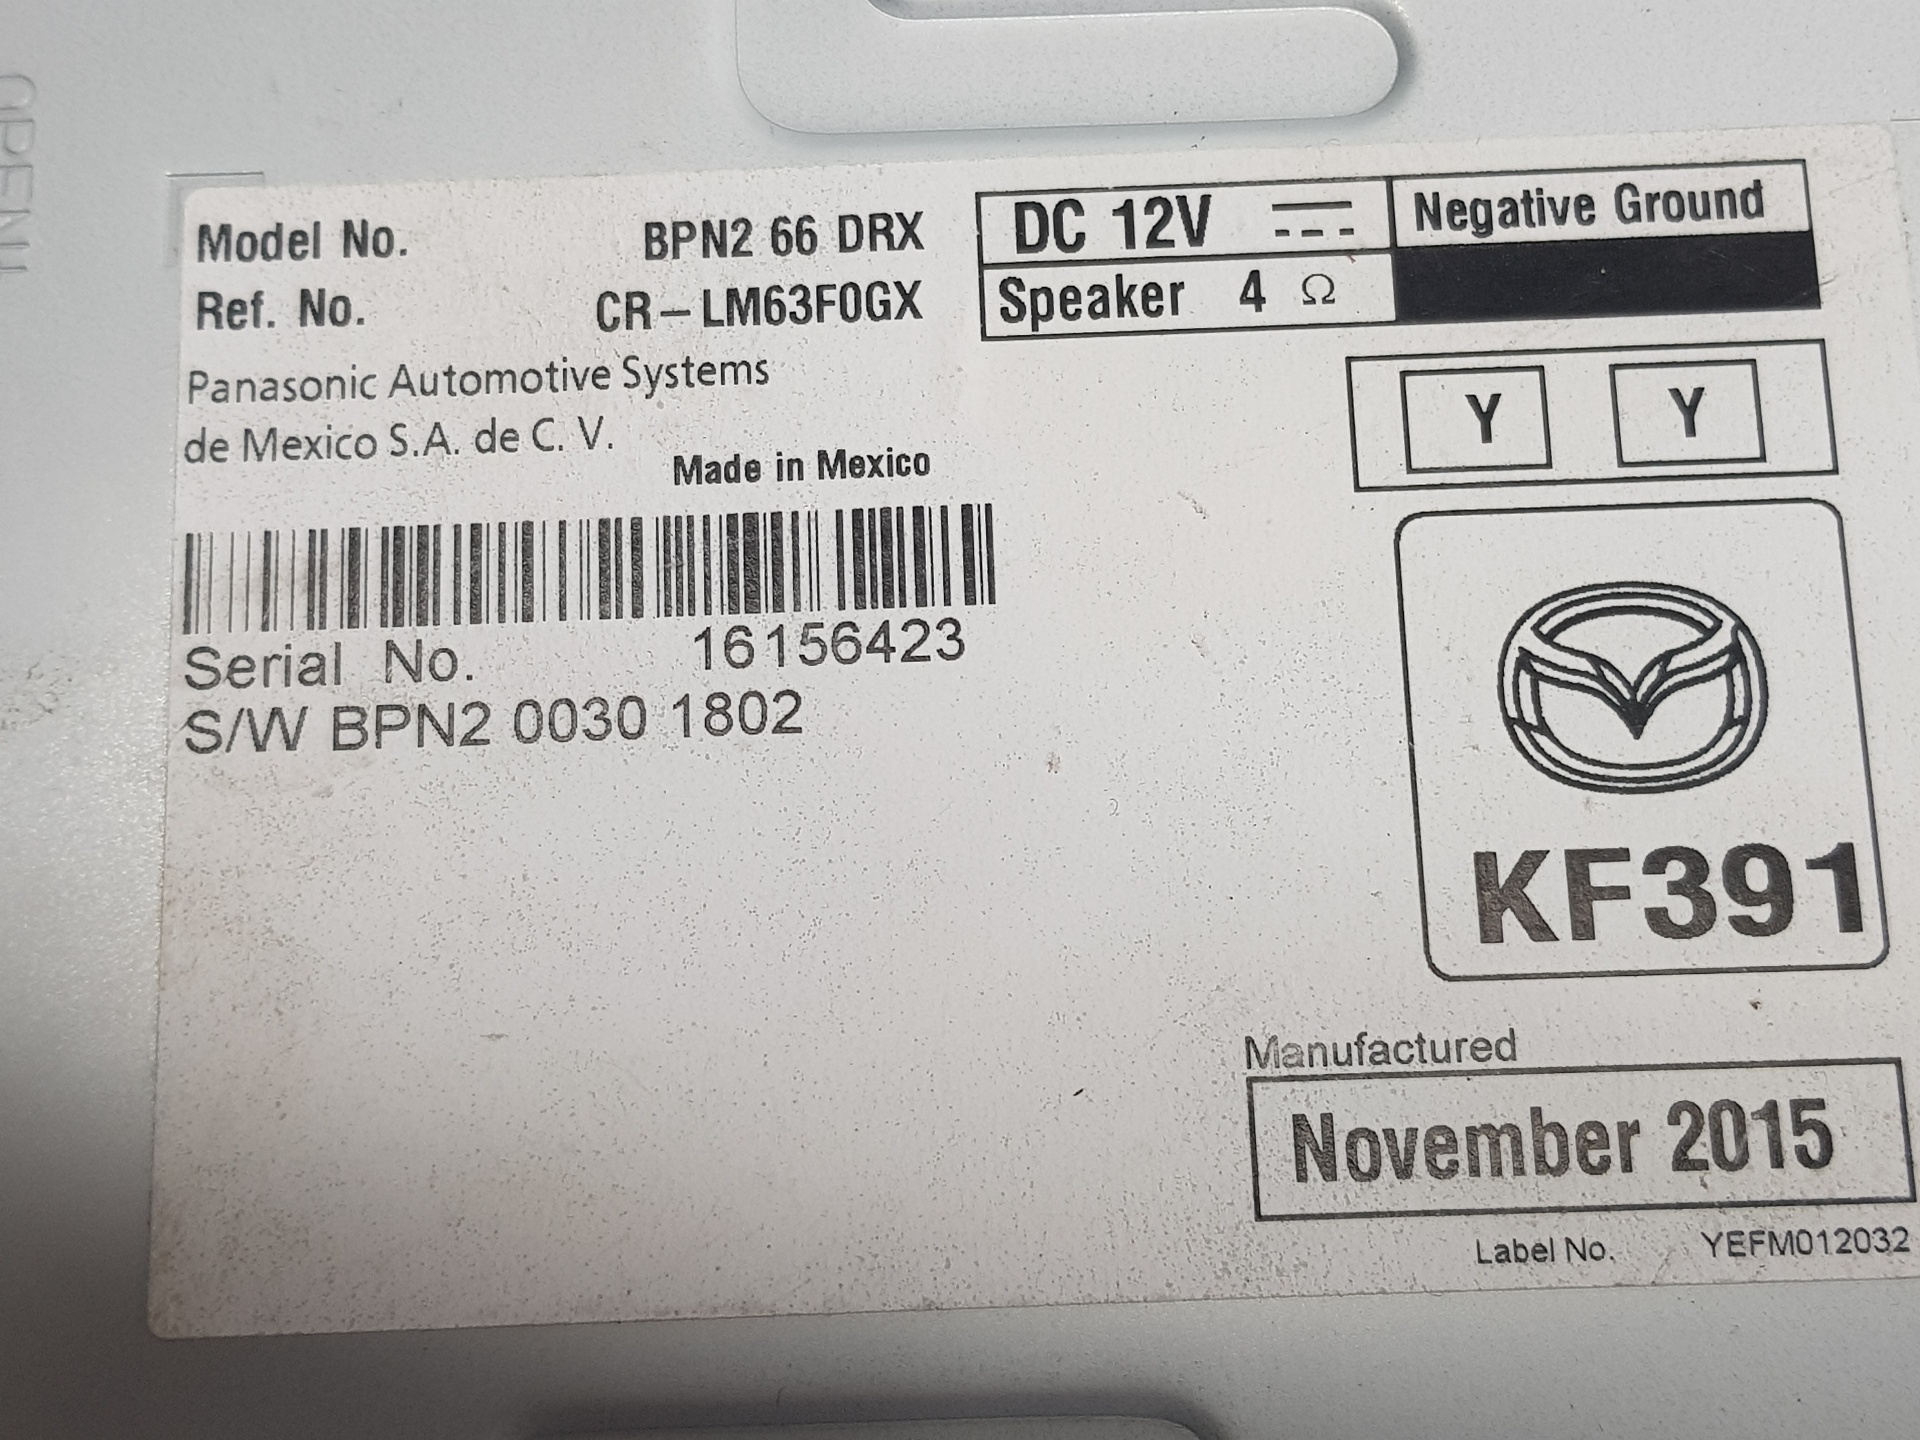 OPEN
Model No. BPN2 66 DRX
Ref. No. CR-LM63F0GX
DC 12V
Negative Ground
Speaker 4 Ω
Panasonic Automotive Systems
de Mexico S.A. de C. V.
Made in Mexico
Y Y
Serial No. 16156423
S/W BPN2 0030 1802
KF391
Manufactured
November 2015
Label No. YEFM012032